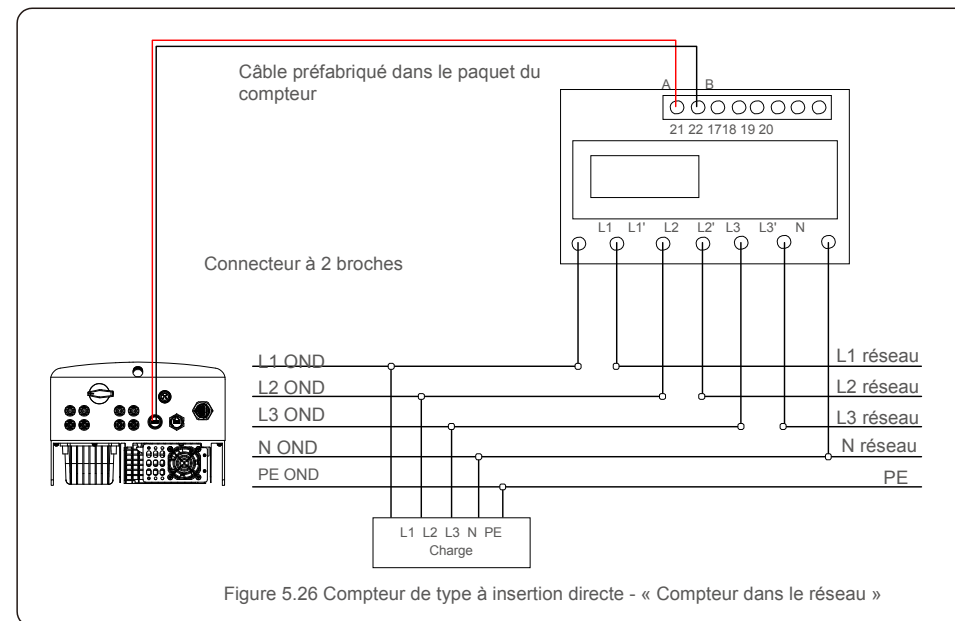 Câble préfabriqué dans le paquet du
compteur
A B
21 22 1718 19 20
L1 L1' L2 L2' L3 L3' N
Connecteur à 2 broches
L1 OND
L1 réseau
L2 OND
L2 réseau
L3 OND
L3 réseau
N OND
N réseau
PE OND
PE
L1 L2 L3 N PE
Charge
Figure 5.26 Compteur de type à insertion directe - « Compteur dans le réseau »